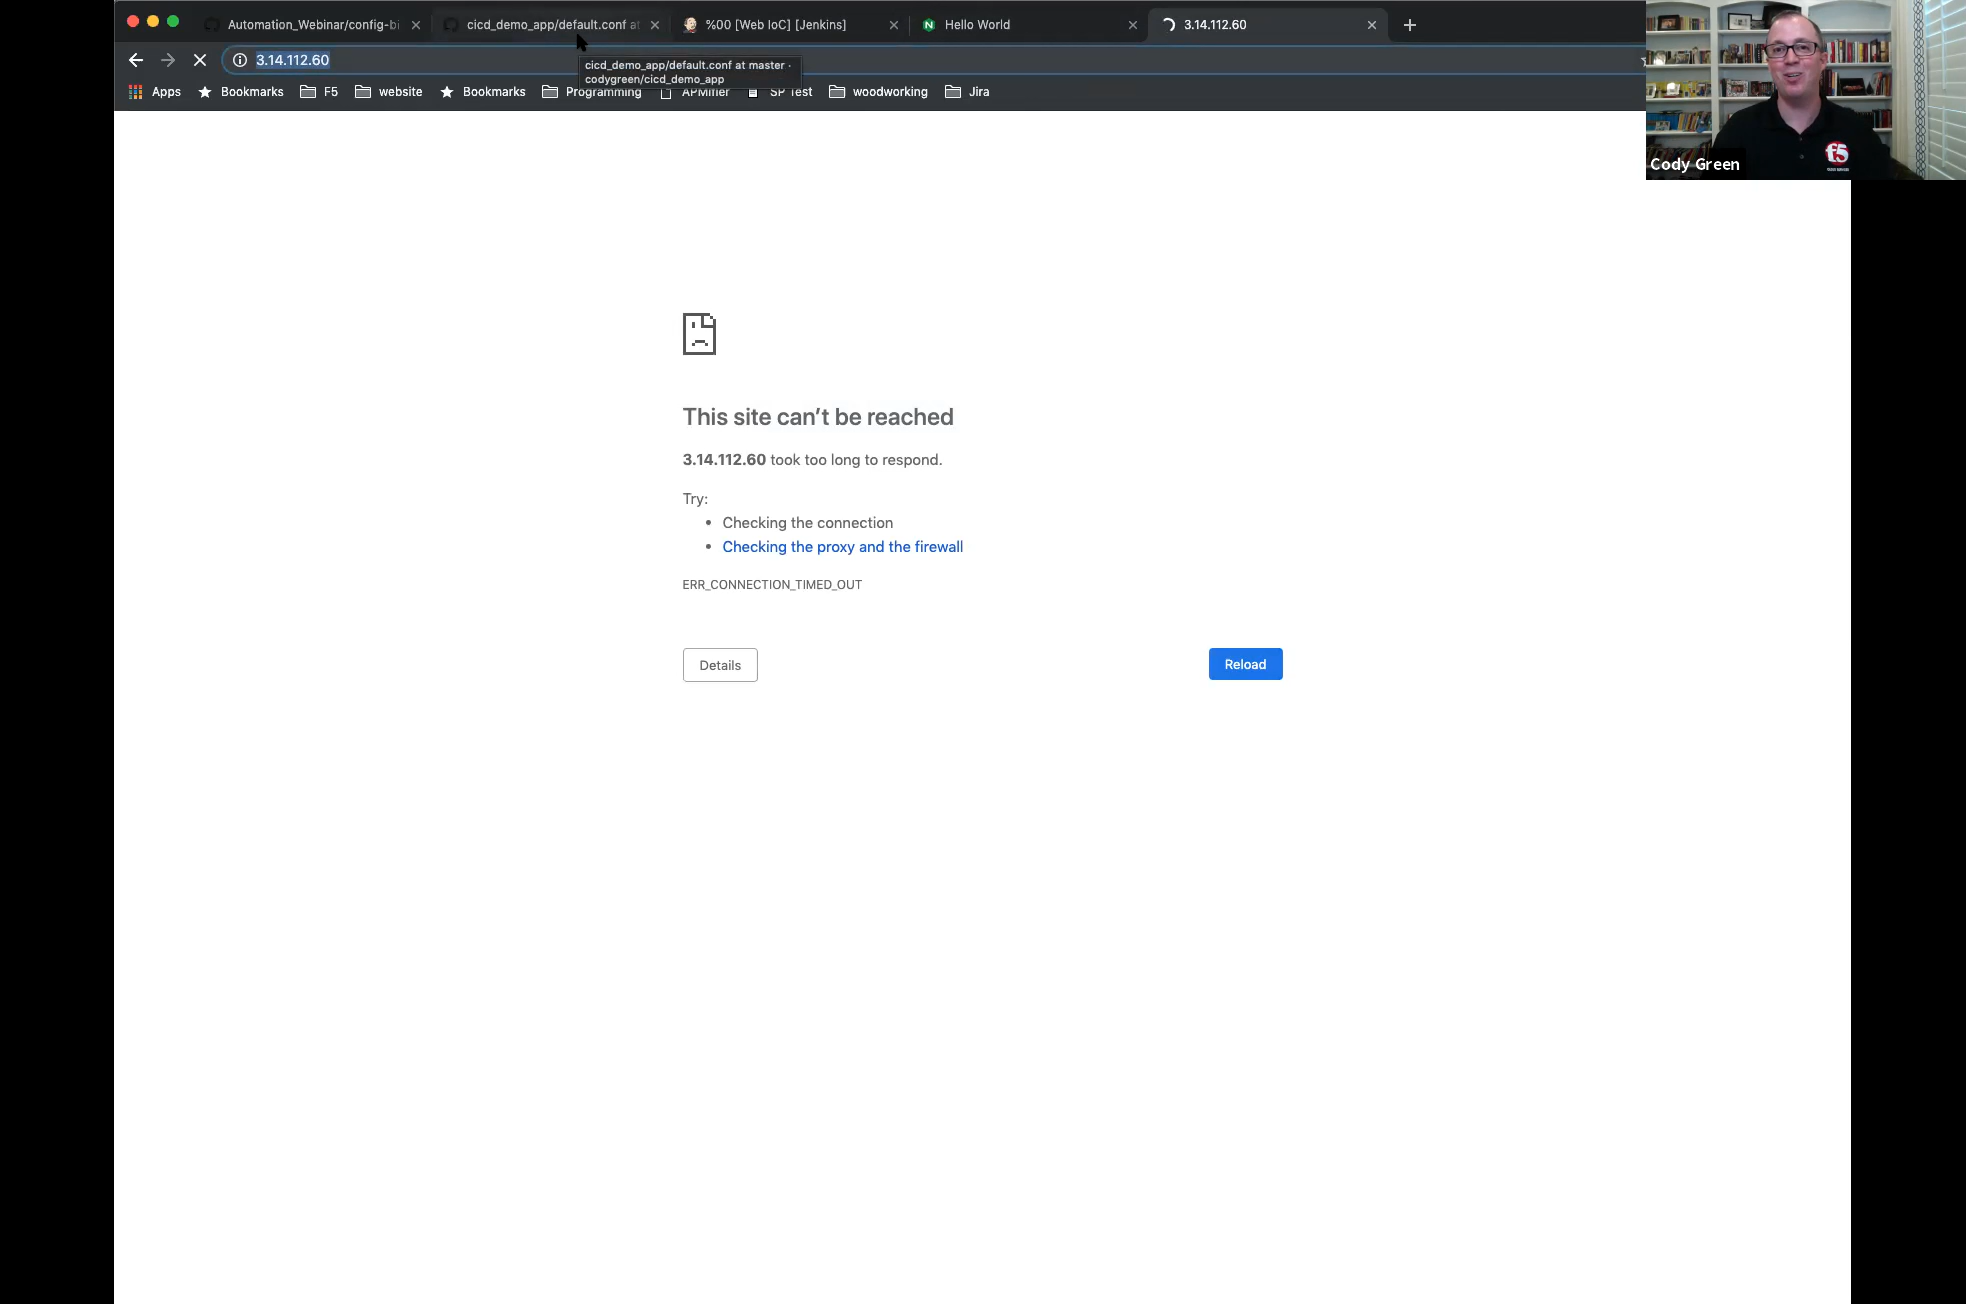 Automation_Webinar/config-bi
cicd_demo_app/default.conf at
%00 [Web IoC] [Jenkins]
Hello World
3.14.112.60
3.14.112.60
cicd_demo_app/default.conf at master ·
codygreen/cicd_demo_app
Apps
Bookmarks
F5
website
Bookmarks
Programming
APMifier
SP Test
woodworking
Jira
f5
Cody Green
This site can’t be reached
3.14.112.60 took too long to respond.
Try:
• Checking the connection
• Checking the proxy and the firewall
ERR_CONNECTION_TIMED_OUT
Details
Reload